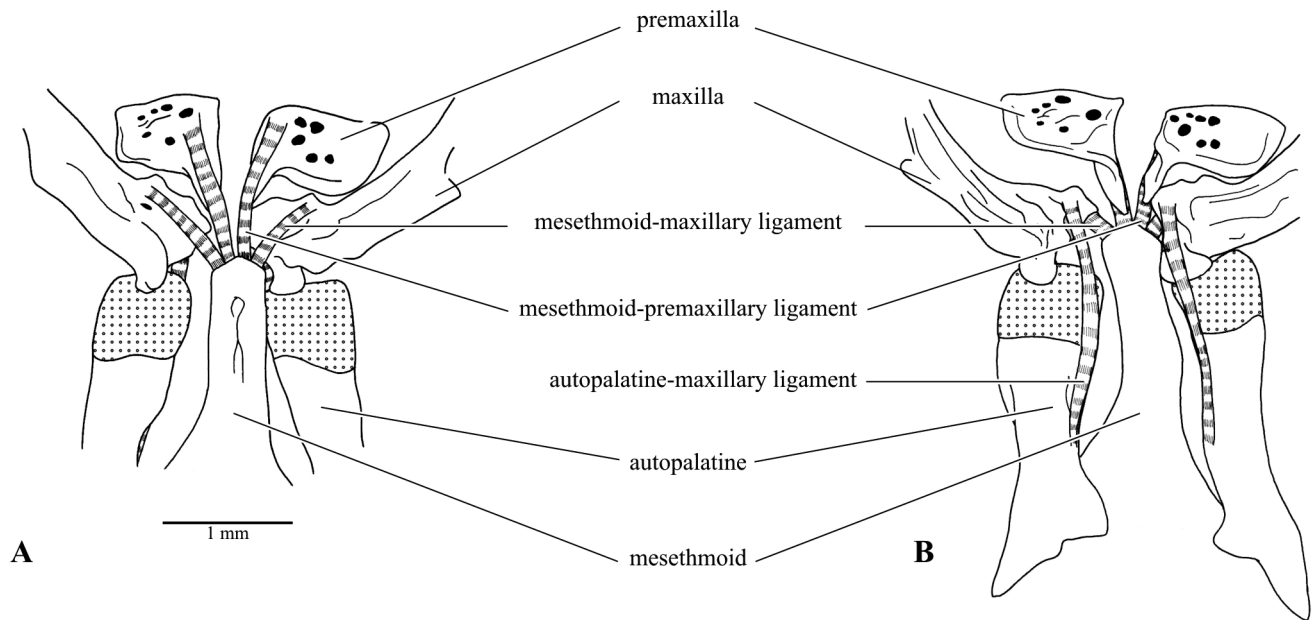 premaxilla
maxilla
mesethmoid-maxillary ligament
mesethmoid-premaxillary ligament
autopalatine-maxillary ligament
autopalatine
1 mm
A
mesethmoid
B